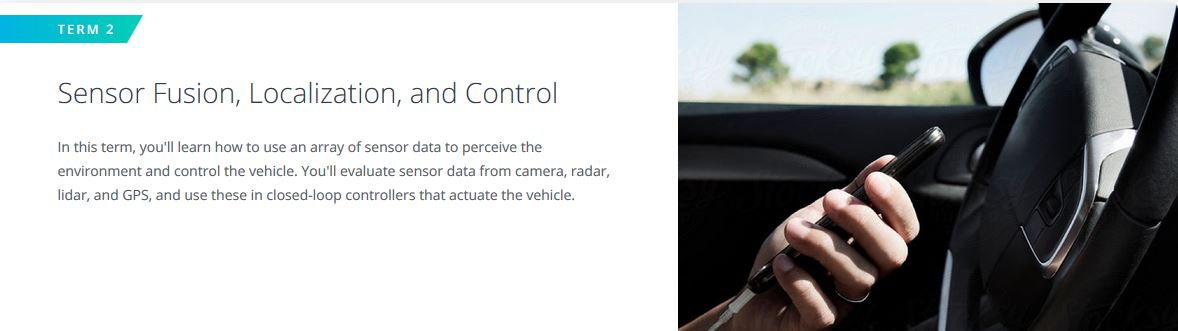 TERM 2
Sensor Fusion, Localization, and Control
In this term, you'll learn how to use an array of sensor data to perceive the
environment and control the vehicle. You'll evaluate sensor data from camera, radar,
lidar, and GPS, and use these in closed-loop controllers that actuate the vehicle.